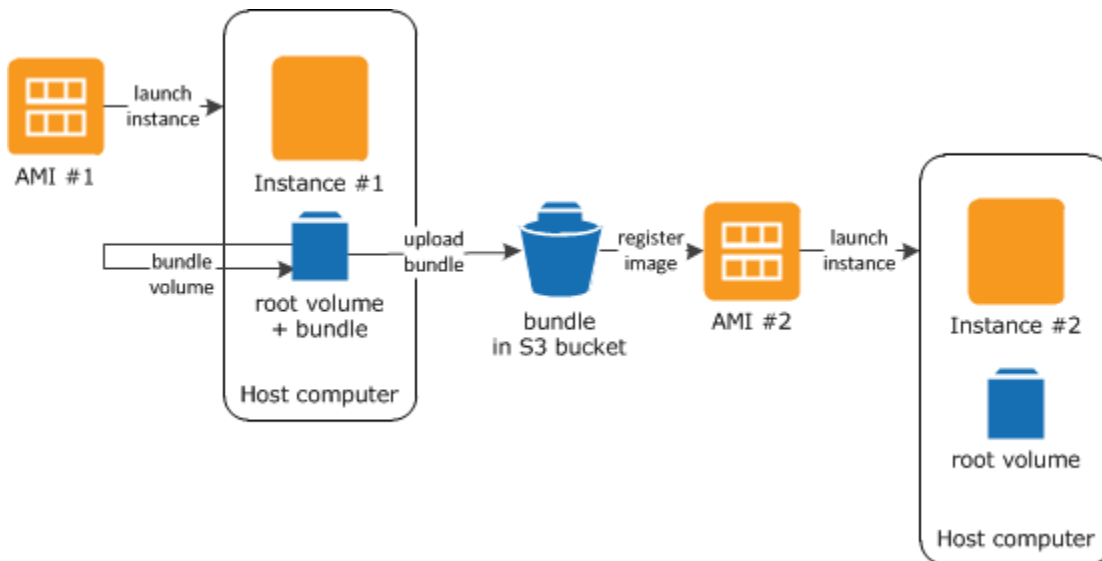 launch
instance
AMI #1
Instance #1
bundle
volume
root volume
+ bundle
Host computer
upload
bundle
bundle
in S3 bucket
register
image
AMI #2
launch
instance
Instance #2
root volume
Host computer